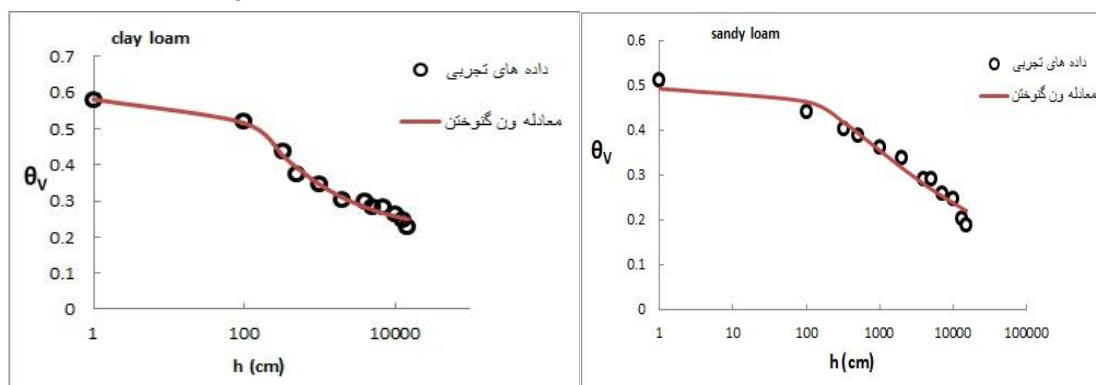 clay loam
داده های تجربی
معادله ون گنوختن
θV
0.7
0.6
0.5
0.4
0.3
0.2
0.1
0
1
100
10000
h (cm)
sandy loam
داده های تجربی
معادله ون گنوختن
θV
0.6
0.5
0.4
0.3
0.2
0.1
0
1
10
100
1000
10000
100000
h (cm)